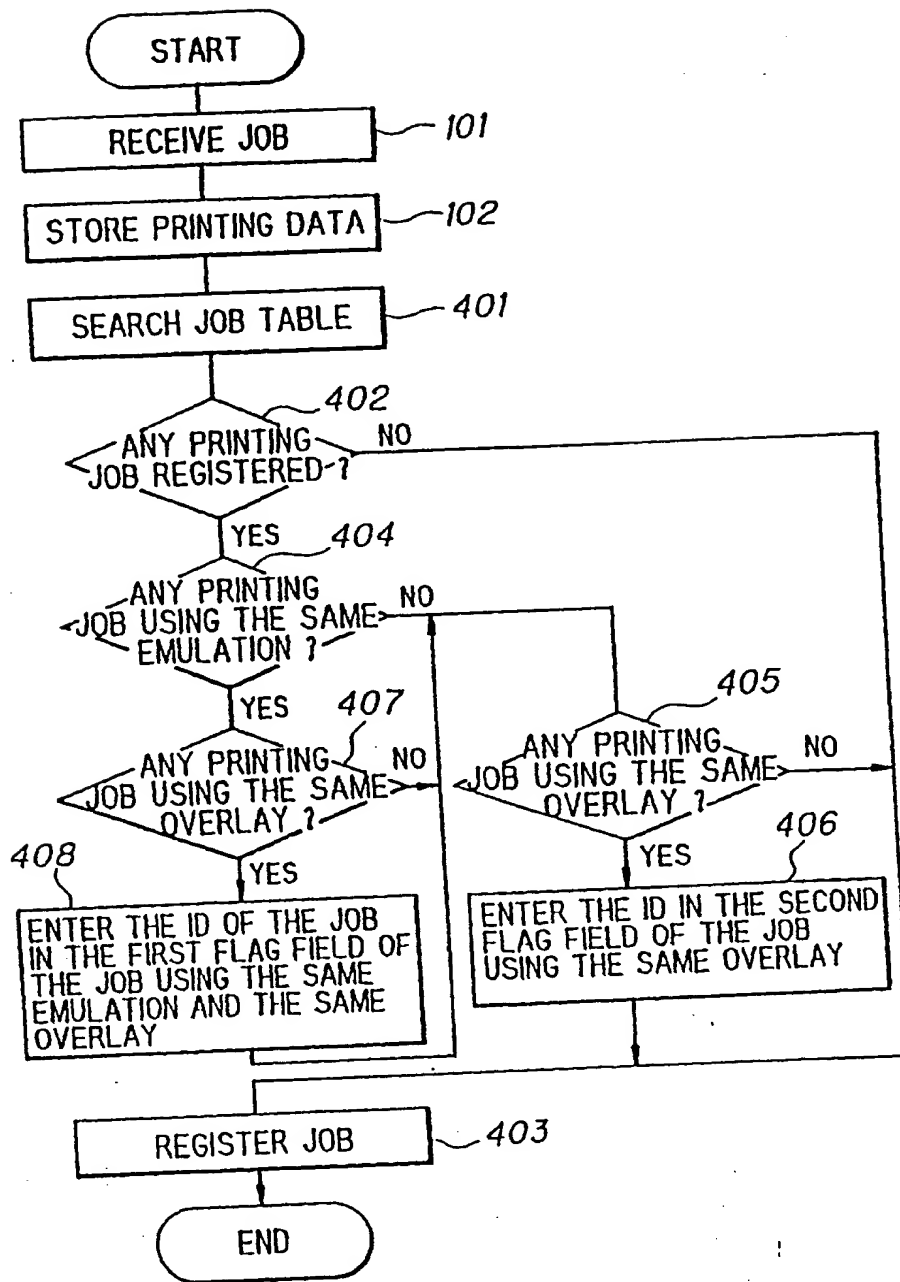 START
RECEIVE JOB
101
STORE PRINTING DATA
102
SEARCH JOB TABLE
401
402
ANY PRINTING
JOB REGISTERED ?
NO
YES
404
ANY PRINTING
JOB USING THE SAME
EMULATION ?
NO
YES
407
ANY PRINTING
JOB USING THE SAME
OVERLAY ?
NO
YES
405
ANY PRINTING
JOB USING THE SAME
OVERLAY ?
NO
YES
408
ENTER THE ID OF THE JOB
IN THE FIRST FLAG FIELD OF
THE JOB USING THE SAME
EMULATION AND THE SAME
OVERLAY
406
ENTER THE ID IN THE SECOND
FLAG FIELD OF THE JOB
USING THE SAME OVERLAY
REGISTER JOB
403
END